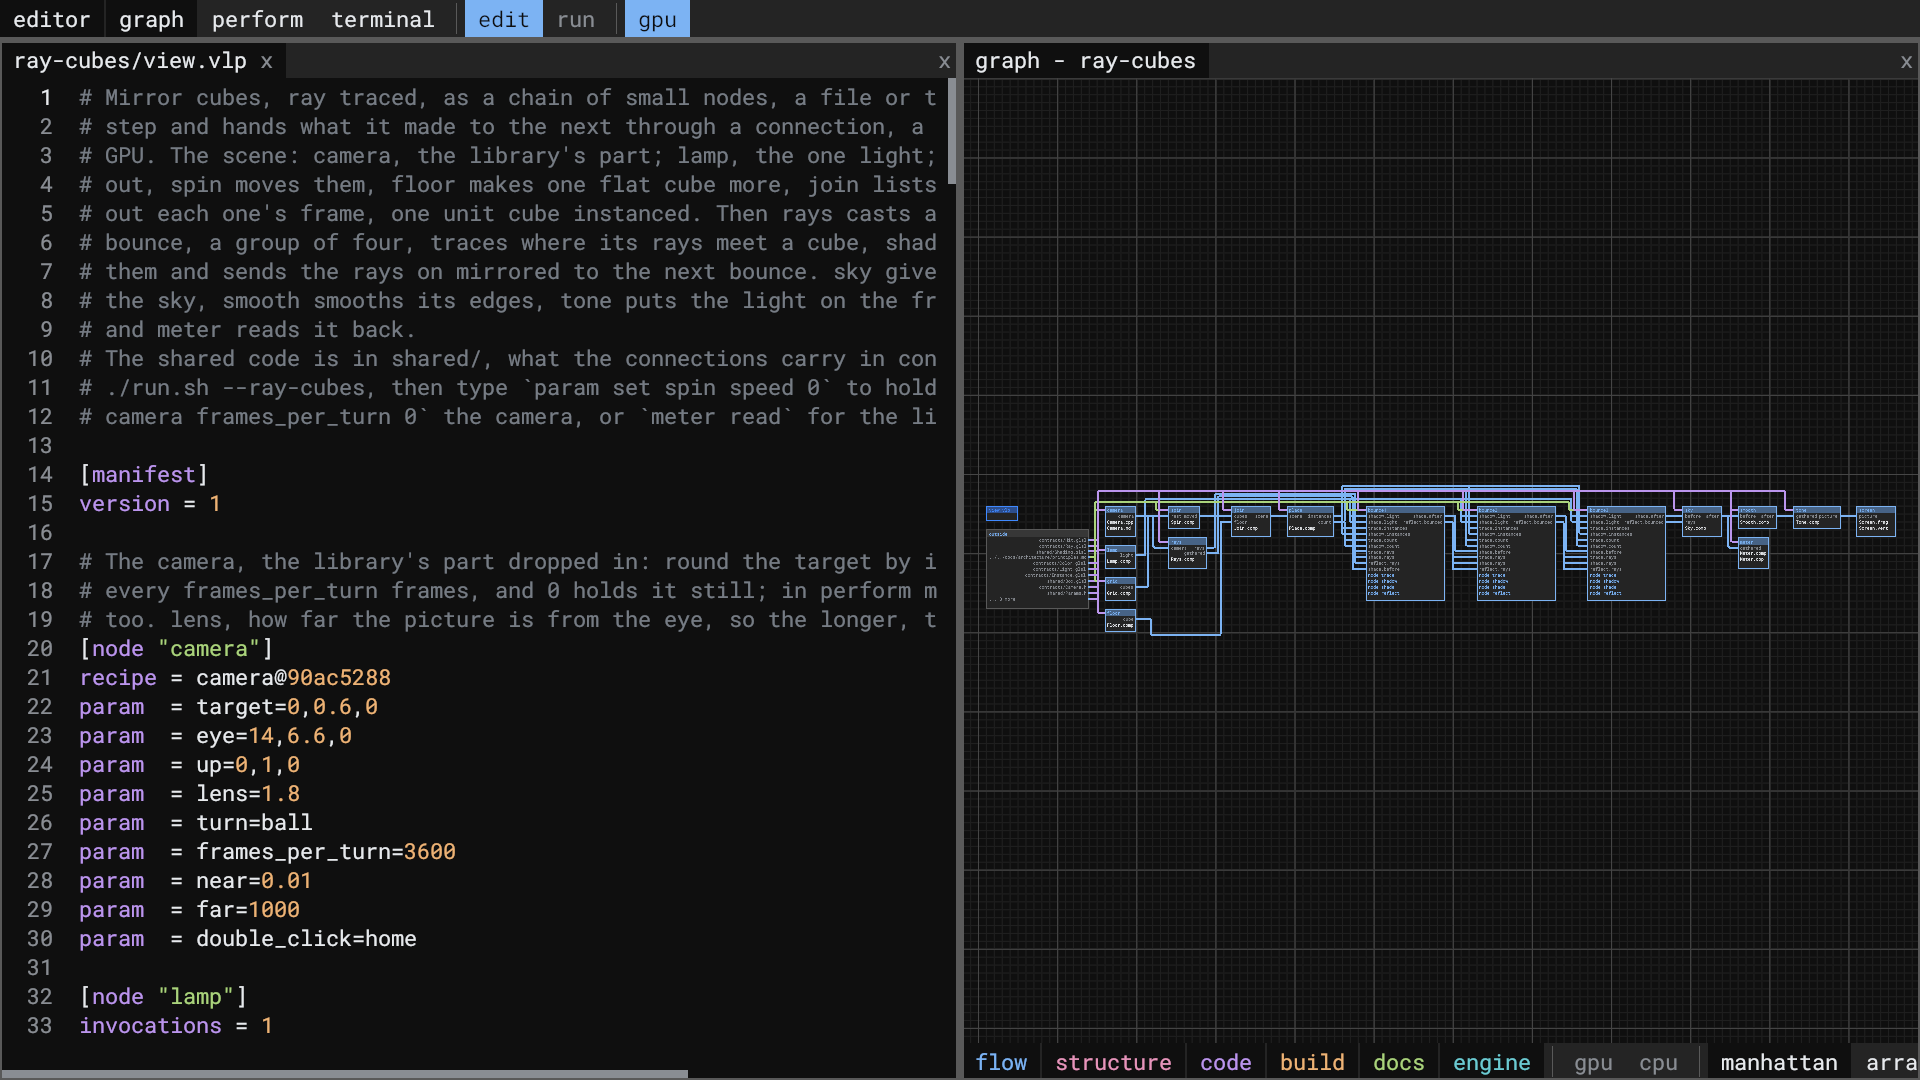 editor graph perform terminal edit run gpu
ray-cubes/view.vlp x x
1 # Mirror cubes, ray traced, as a chain of small nodes, a file or t
2 # step and hands what it made to the next through a connection, a
3 # GPU. The scene: camera, the library's part; lamp, the one light;
4 # out, spin moves them, floor makes one flat cube more, join lists
5 # out each one's frame, one unit cube instanced. Then rays casts a
6 # bounce, a group of four, traces where its rays meet a cube, shad
7 # them and sends the rays on mirrored to the next bounce. sky give
8 # the sky, smooth smooths its edges, tone puts the light on the fr
9 # and meter reads it back.
10 # The shared code is in shared/, what the connections carry in con
11 # ./run.sh --ray-cubes, then type `param set spin speed 0` to hold
12 # camera frames_per_turn 0` the camera, or `meter read` for the li
13
14 [manifest]
15 version = 1
16
17 # The camera, the library's part dropped in: round the target by i
18 # every frames_per_turn frames, and 0 holds it still; in perform m
19 # too. lens, how far the picture is from the eye, so the longer, t
20 [node "camera"]
21 recipe = camera@90ac5288
22 param = target=0,0.6,0
23 param = eye=14,6.6,0
24 param = up=0,1,0
25 param = lens=1.8
26 param = turn=ball
27 param = frames_per_turn=3600
28 param = near=0.01
29 param = far=1000
30 param = double_click=home
31
32 [node "lamp"]
33 invocations = 1
graph - ray-cubes x
flow structure code build docs engine gpu cpu manhattan arra